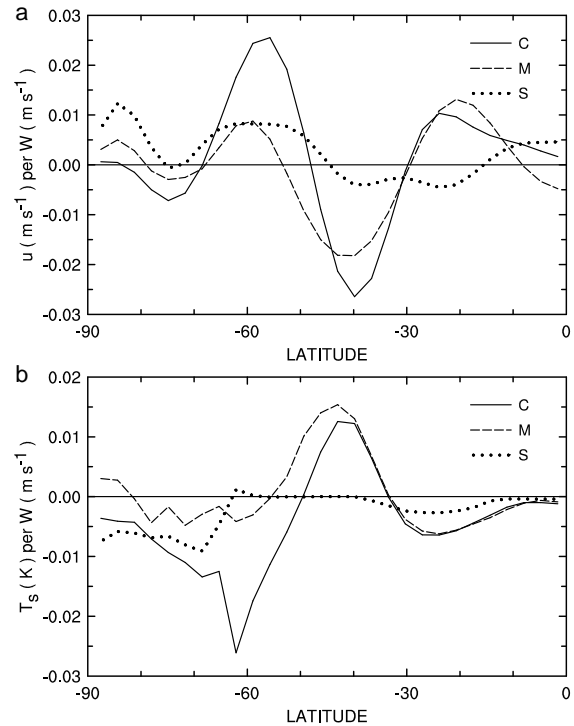 a
0.03
0.02
0.01
0.00
-0.01
-0.02
-0.03
u ( m s⁻¹ ) per W ( m s⁻¹ )
C
M
S
-90
-60
-30
0
LATITUDE
b
0.02
0.01
0.00
-0.01
-0.02
-0.03
T_s ( K ) per W ( m s⁻¹ )
C
M
S
-90
-60
-30
0
LATITUDE